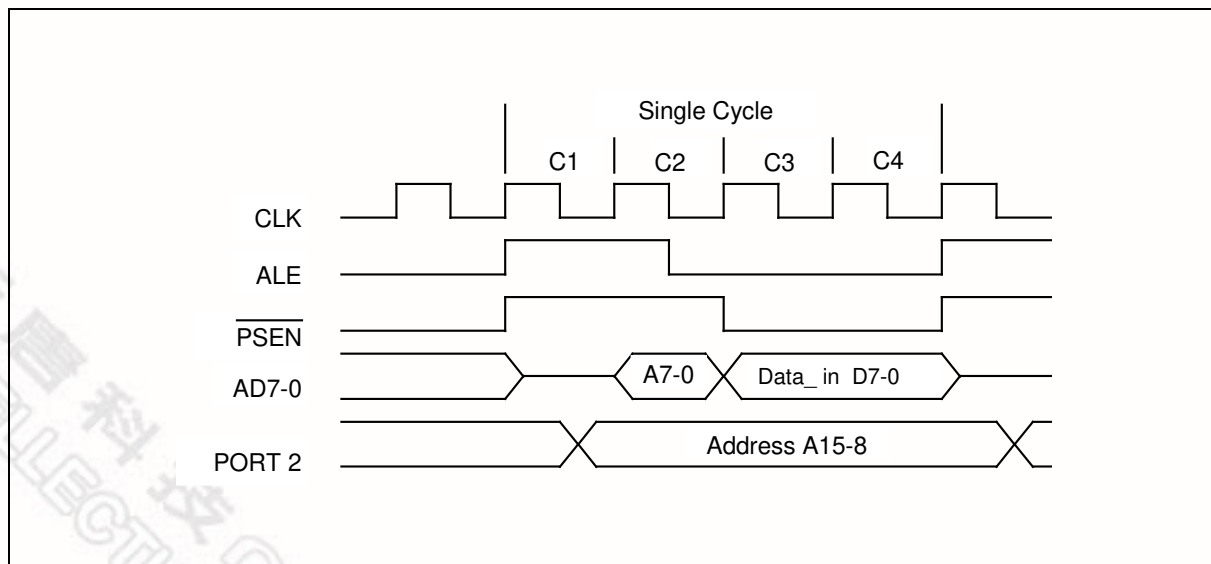 Single Cycle
C1 C2 C3 C4
CLK
ALE
PSEN
AD7-0 A7-0 Data_ in D7-0
PORT 2 Address A15-8